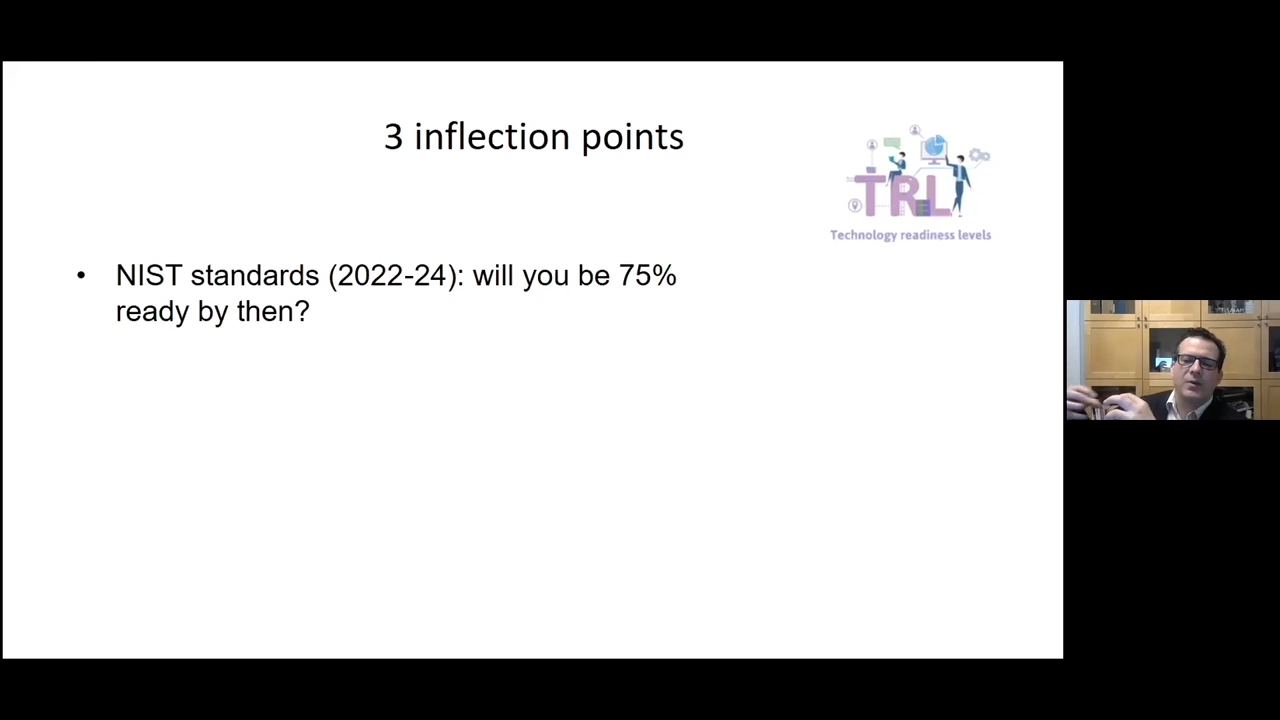 3 inflection points
TRL
Technology readiness levels
• NIST standards (2022-24): will you be 75%
ready by then?